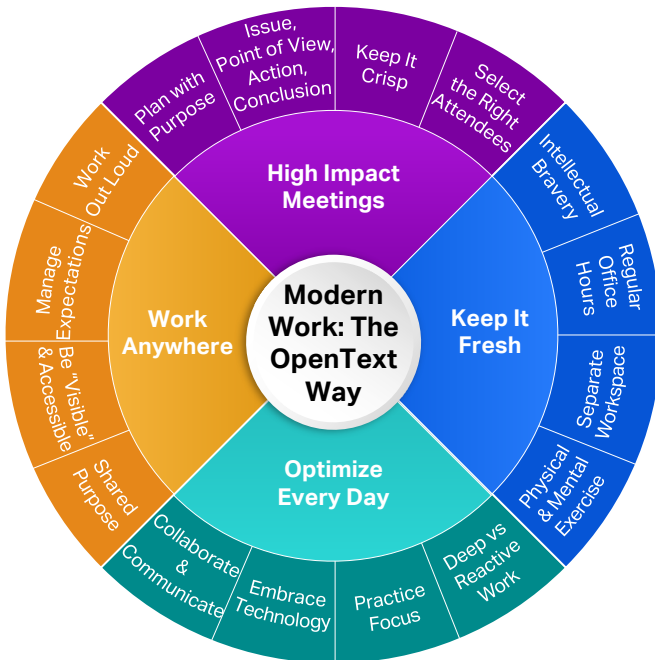 Modern
Work: The
OpenText
Way
High Impact
Meetings
Plan with
Purpose
Issue,
Point of View,
Action,
Conclusion
Keep It
Crisp
Select
the Right
Attendees
Keep It
Fresh
Intellectual
Bravery
Regular
Office
Hours
Separate
Workspace
Physical
& Mental
Exercise
Optimize
Every Day
Deep vs
Reactive
Work
Practice
Focus
Embrace
Technology
Collaborate
&
Communicate
Work
Anywhere
Shared
Purpose
Be "Visible"
& Accessible
Manage
Expectations
Work
Out Loud